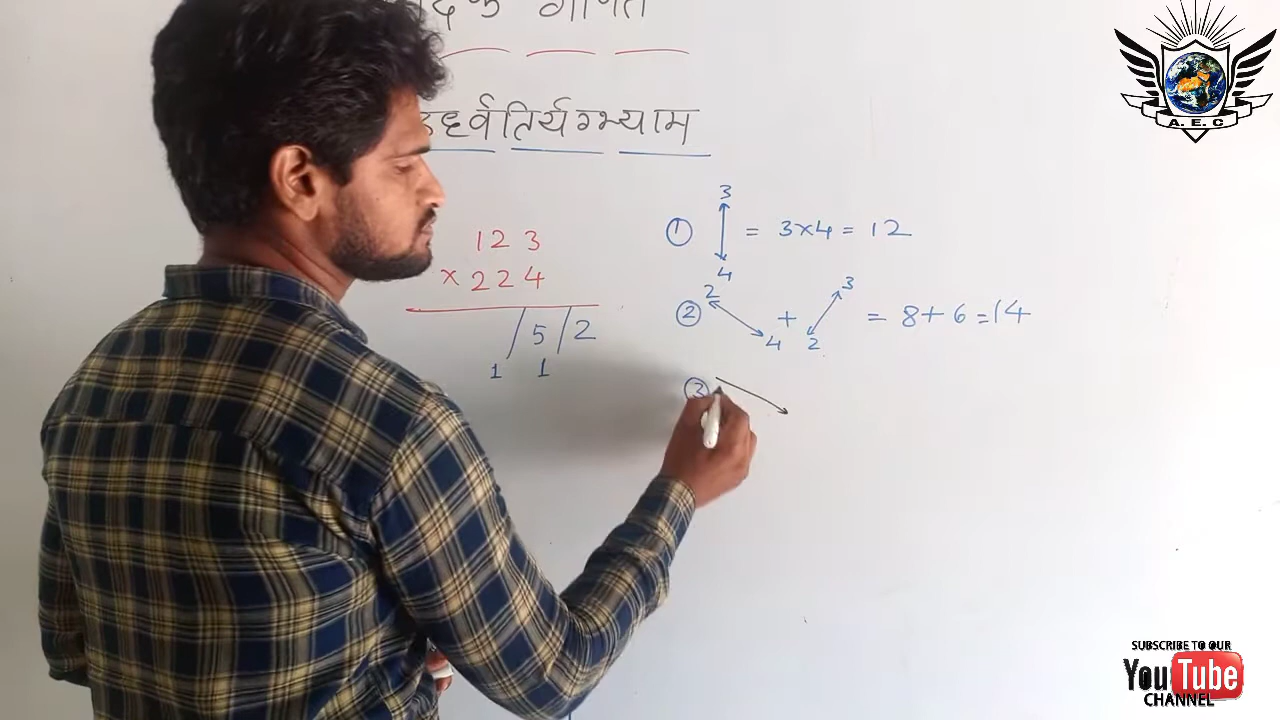 गणित
ऊर्ध्वतिर्यग्भ्याम
A. E. C
123
× 224
/ 5 / 2
1 1
① 3 4 = 3×4 = 12
② 2 4 + 2 3 = 8 + 6 = 14
③
SUBSCRIBE TO OUR
YouTube
CHANNEL